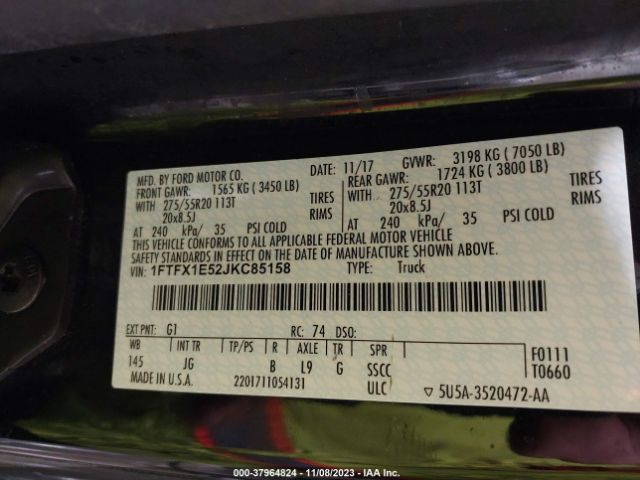 MFD. BY FORD MOTOR CO. DATE: 11/17 GVWR: 3198 KG ( 7050 LB)
FRONT GAWR: 1565 KG ( 3450 LB) REAR GAWR: 1724 KG ( 3800 LB)
WITH 275/55R20 113T TIRES WITH 275/55R20 113T TIRES
20x8.5J RIMS 20x8.5J RIMS
AT 240 kPa/ 35 PSI COLD AT 240 kPa/ 35 PSI COLD
THIS VEHICLE CONFORMS TO ALL APPLICABLE FEDERAL MOTOR VEHICLE
SAFETY STANDARDS IN EFFECT ON THE DATE OF MANUFACTURE SHOWN ABOVE.
VIN: 1FTFX1E52JKC85158 TYPE: Truck
EXT PNT: G1 RC: 74 DSO:
WB INT TR TP/PS R AXLE TR SPR F0111
145 JG B L9 G SSCC T0660
MADE IN U.S.A. 2201711054131 ULC ▽ 5U5A-3520472-AA
000-37964824 - 11/08/2023 - IAA Inc.